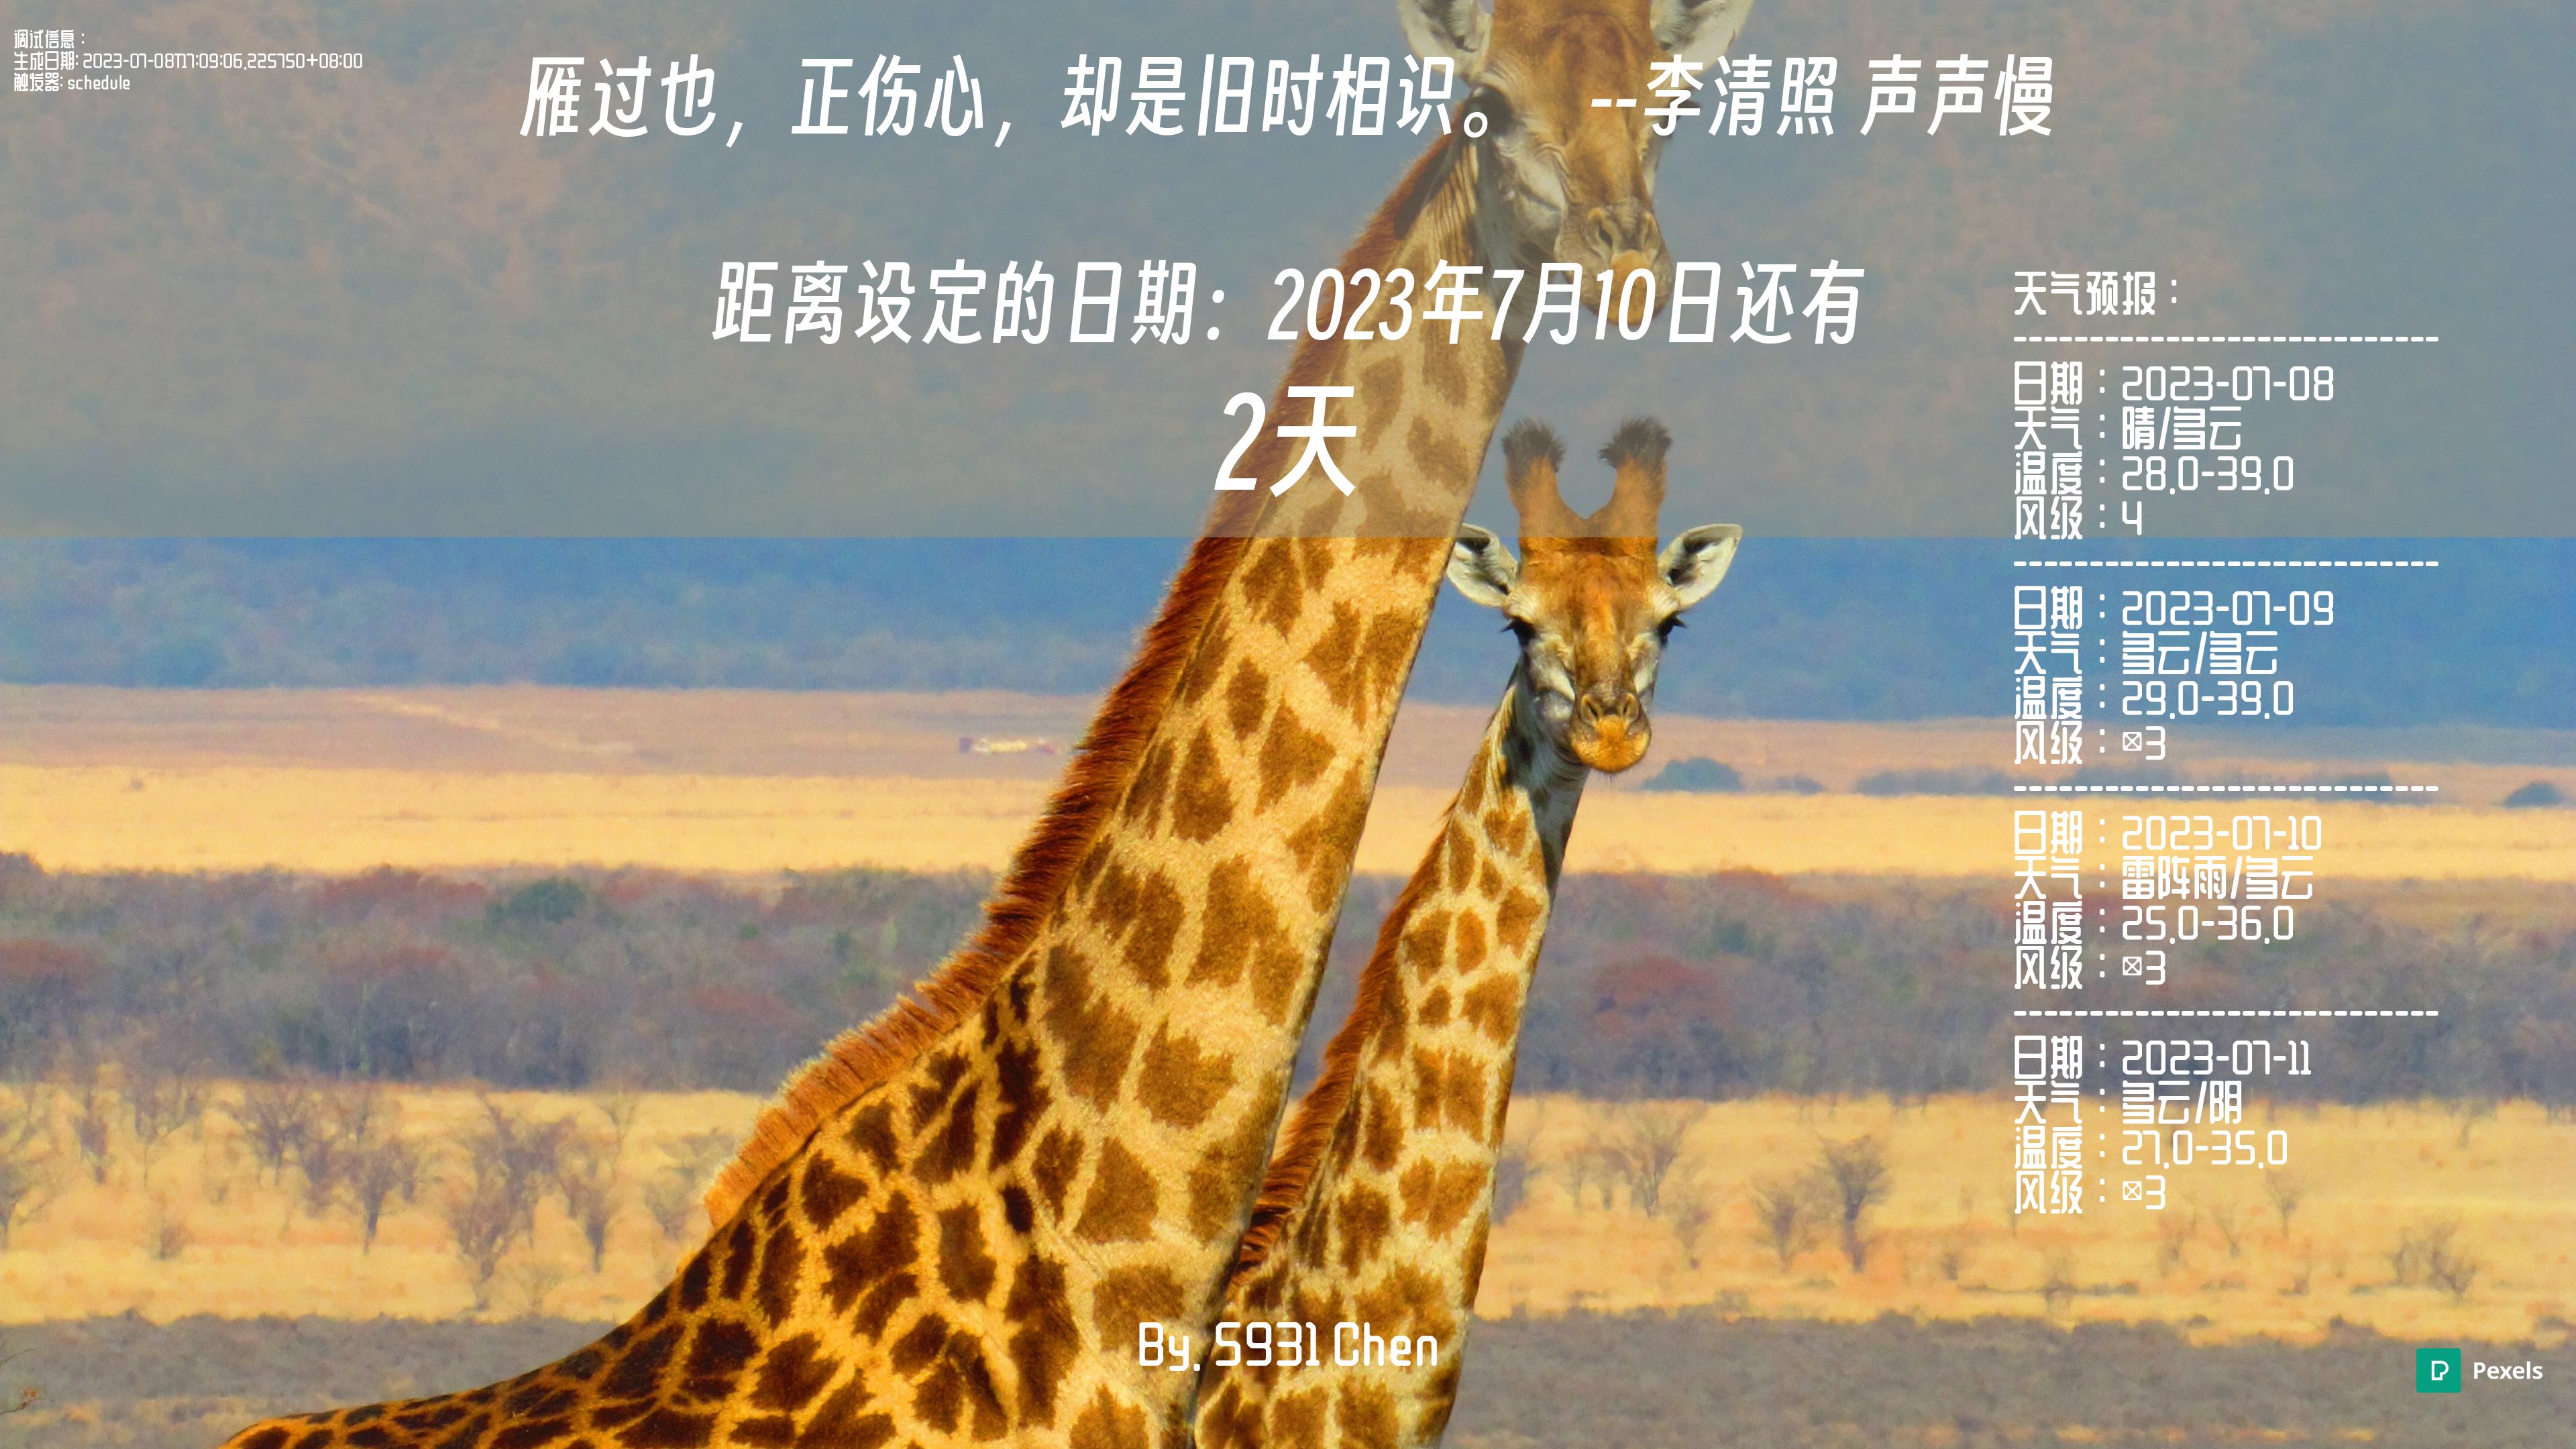 调试信息：
生成日期: 2023-07-08T17:09:06.225750+08:00
触发器: schedule
雁过也，正伤心，却是旧时相识。 --李清照 声声慢
距离设定的日期：2023年7月10日还有
2天
天气预报：
----------------------------
日期：2023-07-08
天气：晴/多云
温度：28.0-39.0
风级：4
----------------------------
日期：2023-07-09
天气：多云/多云
温度：29.0-39.0
风级：☒3
----------------------------
日期：2023-07-10
天气：雷阵雨/多云
温度：25.0-36.0
风级：☒3
----------------------------
日期：2023-07-11
天气：多云/阴
温度：27.0-35.0
风级：☒3
By. 5931 Chen
Pexels